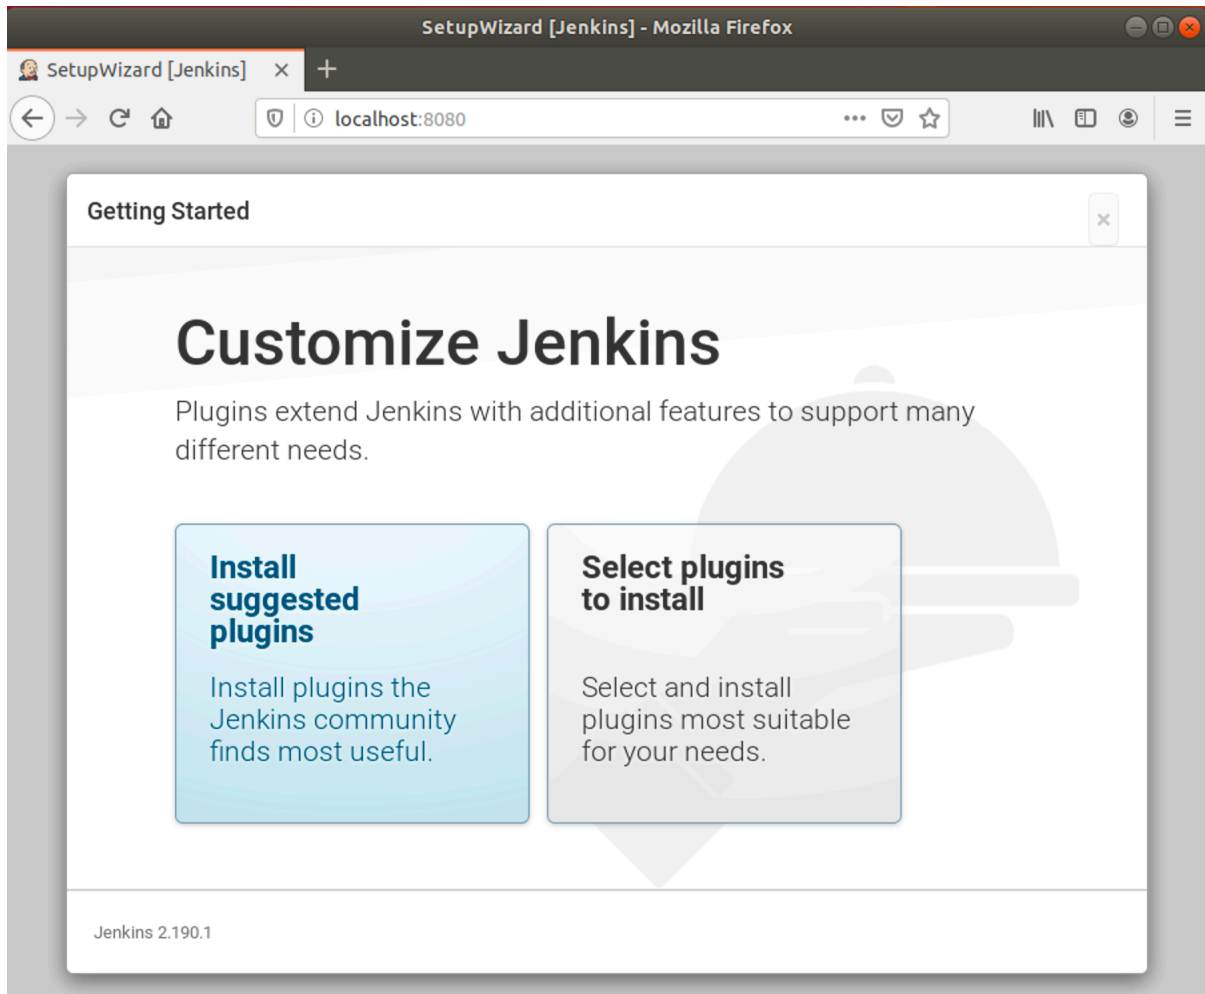 SetupWizard [Jenkins] - Mozilla Firefox
SetupWizard [Jenkins]
localhost:8080
Getting Started
Customize Jenkins
Plugins extend Jenkins with additional features to support many
different needs.
Install
suggested
plugins
Install plugins the
Jenkins community
finds most useful.
Select plugins
to install
Select and install
plugins most suitable
for your needs.
Jenkins 2.190.1